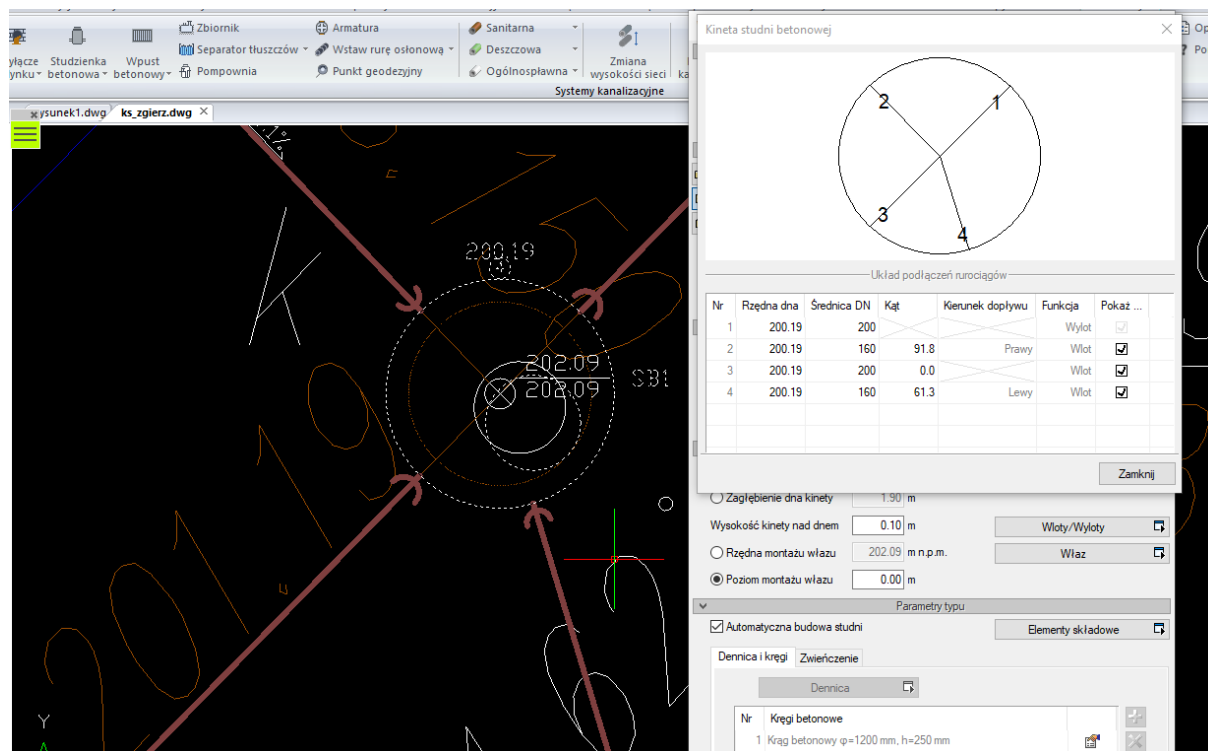 Zbiornik
Armatura
Sanitarna
Separator tłuszczów
Wstaw rurę osłonową
Deszczowa
Pompownia
Punkt geodezyjny
Ogólnospławna
Studzienka
betonowa
Wpust
betonowy
Zmiana
wysokości sieci
Systemy kanalizacyjne
ks_zgierz.dwg
200.19
202.09
202.09
SB1
Y
Kineta studni betonowej
2
1
3
4
Układ podłączeń rurociągów
Nr Rzędna dna Średnica DN Kąt Kierunek dopływu Funkcja Pokaż ...
1 200.19 200 Wylot
2 200.19 160 91.8 Prawy Wlot
3 200.19 200 0.0 Wlot
4 200.19 160 61.3 Lewy Wlot
Zamknij
Zagłębienie dna kinety 1.90 m
Wysokość kinety nad dnem 0.10 m Wloty/Wyloty
Rzędna montażu włazu 202.09 m n.p.m. Właz
Poziom montażu włazu 0.00 m
Parametry typu
Automatyczna budowa studni Elementy składowe
Dennica i kręgi Zwieńczenie
Dennica
Nr Kręgi betonowe
1 Krąg betonowy φ=1200 mm, h=250 mm